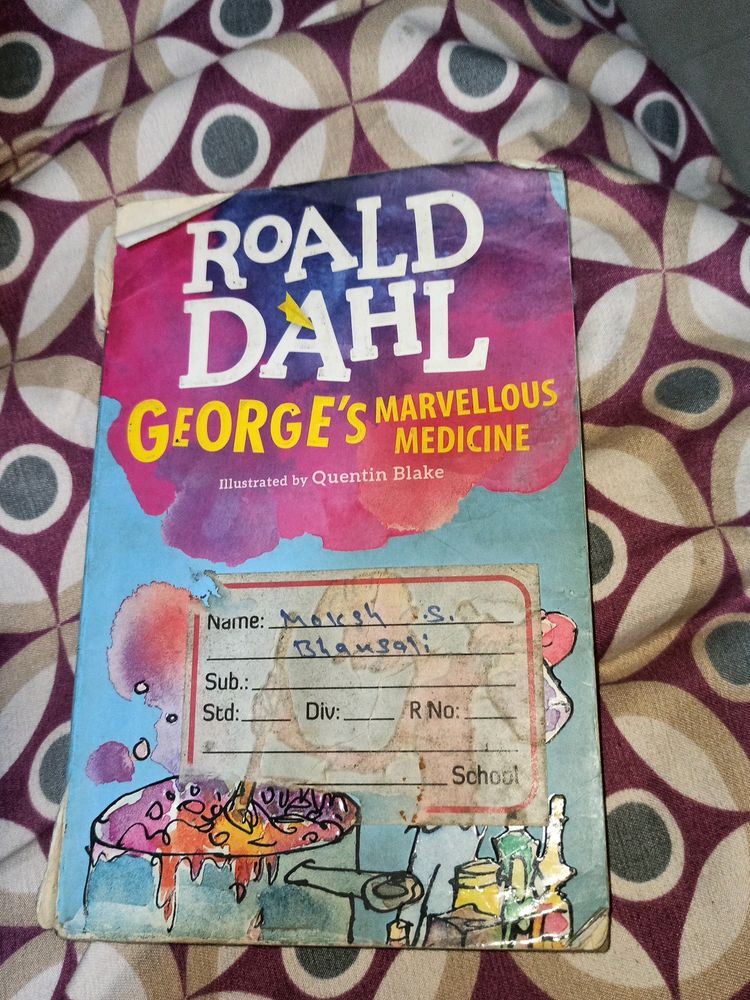 ROALD
DAHL
GEORGE'S MARVELLOUS
MEDICINE
Illustrated by Quentin Blake
Name: Moksh .S.
Bhansali
Sub.:
Std: Div: R No:
School